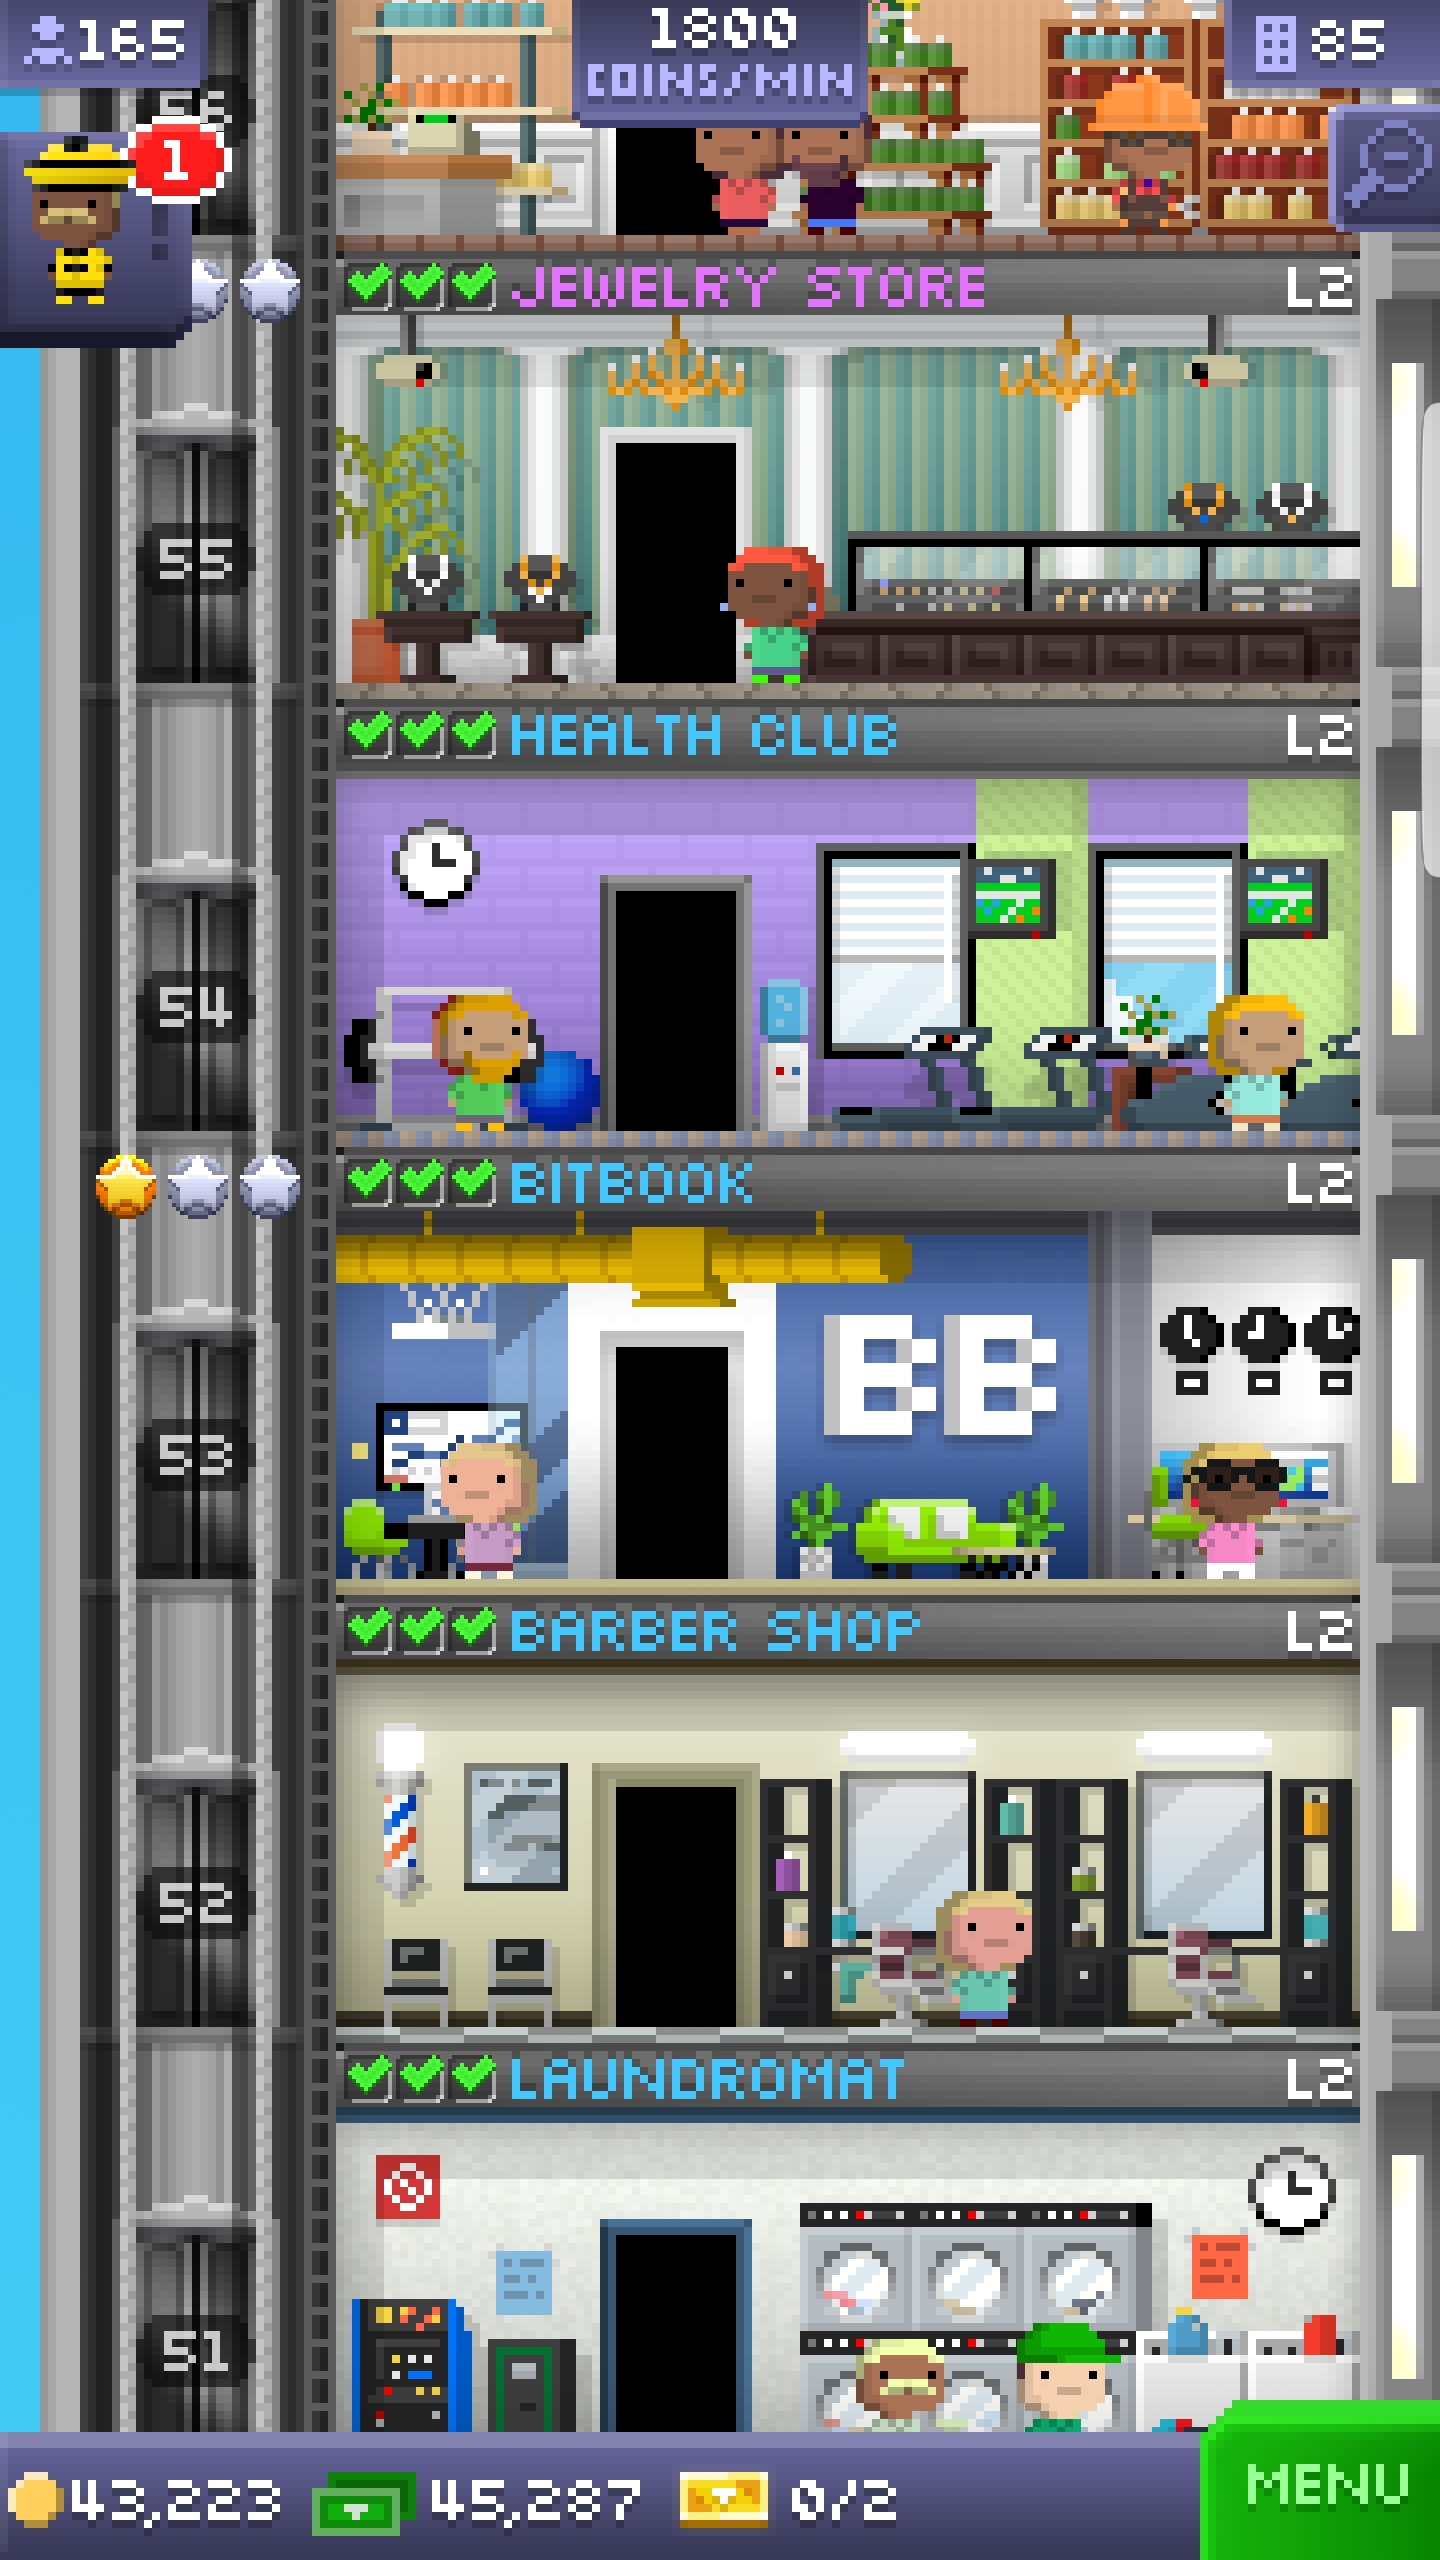 165
1800
COINS/MIN
85
56
1
JEWELRY STORE L2
55
HEALTH CLUB L2
54
BITBOOK L2
BB
53
BARBER SHOP L2
52
LAUNDROMAT L2
51
43,223 45,287 0/2 MENU